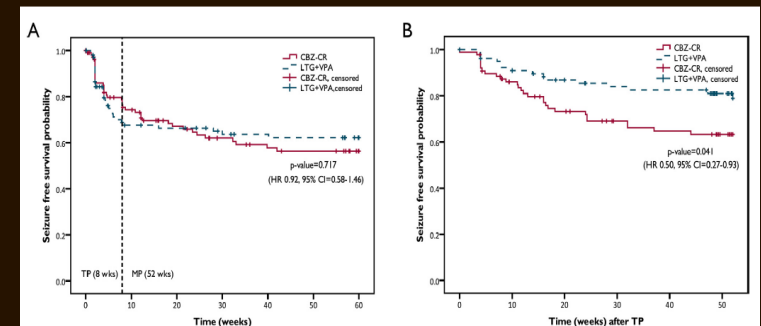 A
CBZ-CR
LTG+VPA
CBZ-CR, censored
LTG+VPA,censored
1.0
0.8
0.6
0.4
0.2
0.0
Seizure free survival probability
p-value=0.717
(HR 0.92, 95% CI=0.58-1.46)
TP (8 wks) MP (52 wks)
0 10 20 30 40 50 60
Time (weeks)
B
CBZ-CR
LTG+VPA
CBZ-CR, censored
LTG+VPA, censored
1.0
0.8
0.6
0.4
0.2
0.0
Seizure free survival probability
p-value=0.041
(HR 0.50, 95% CI=0.27-0.93)
0 10 20 30 40 50
Time (weeks) after TP